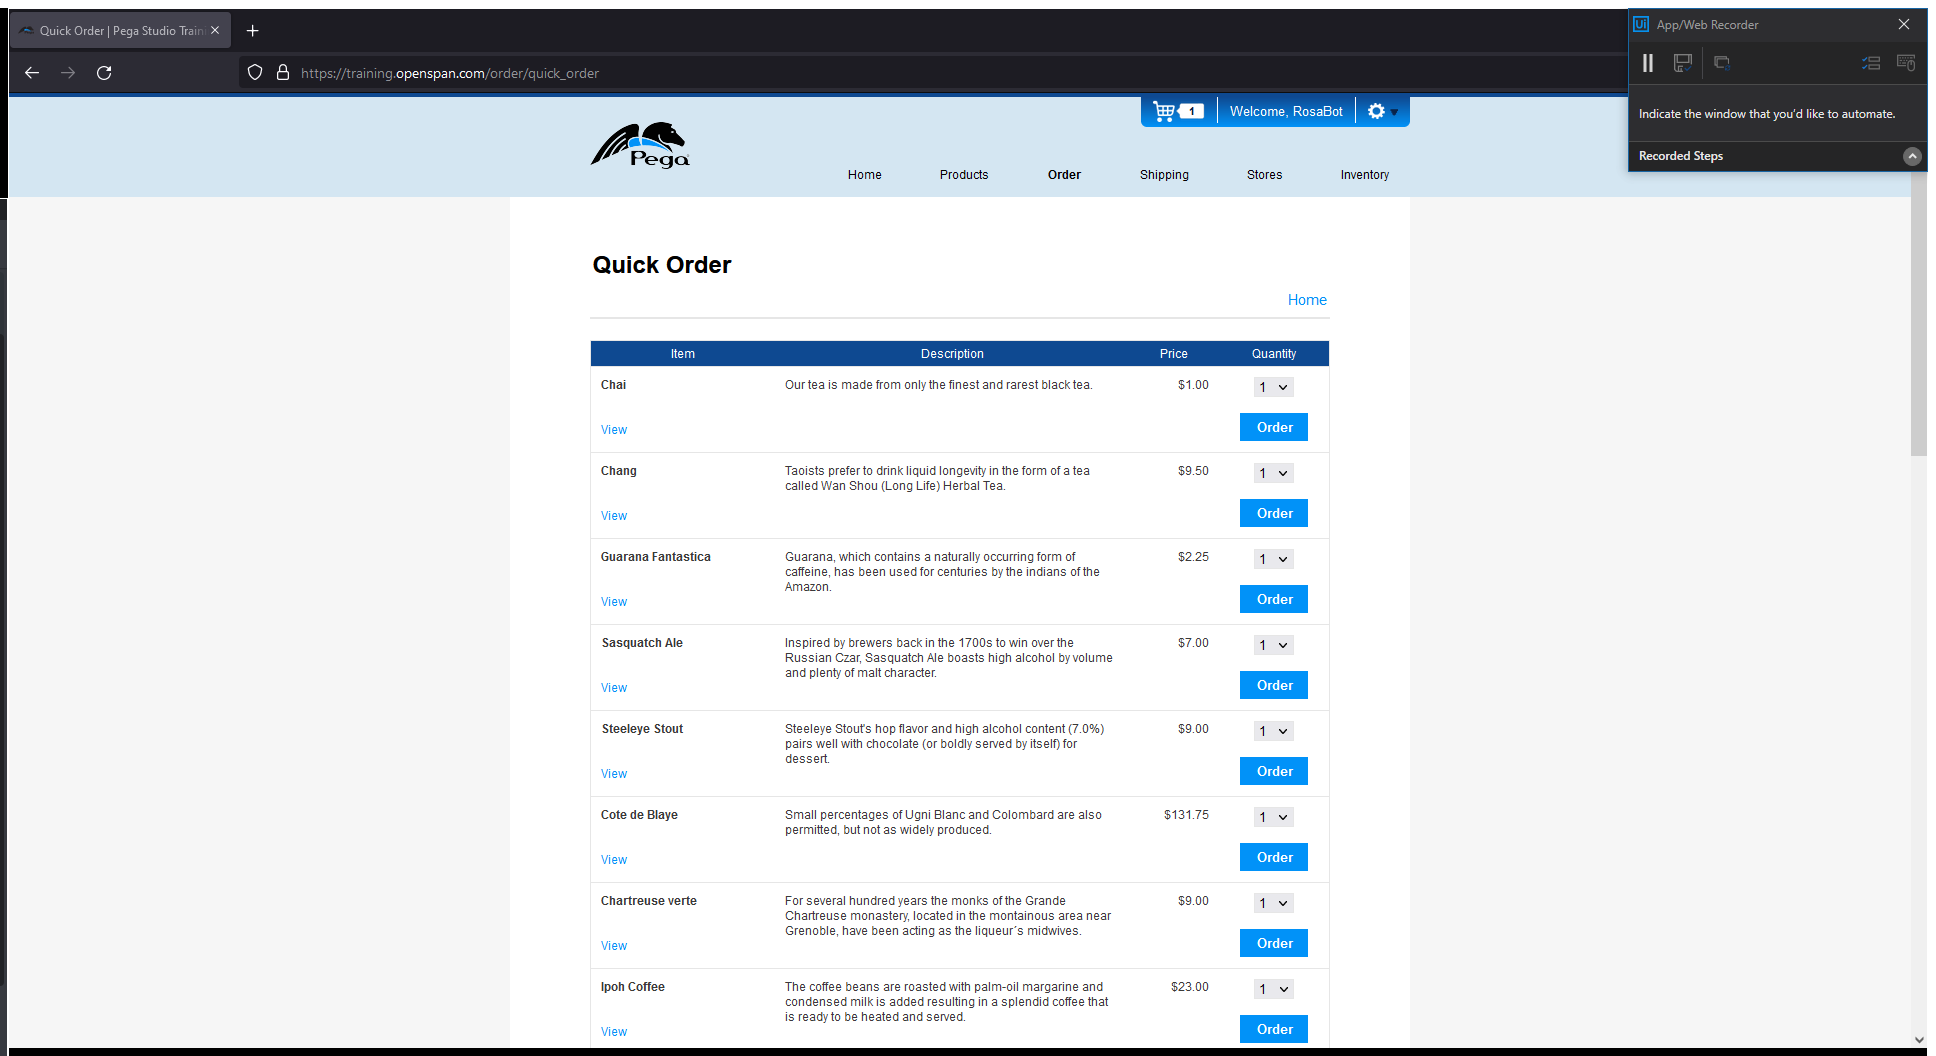 Quick Order | Pega Studio Traini
https://training.openspan.com/order/quick_order
Ui App/Web Recorder
Indicate the window that you'd like to automate.
Recorded Steps
1 Welcome, RosaBot
Pega
Home Products Order Shipping Stores Inventory
Quick Order
Home
Item Description Price Quantity
Chai Our tea is made from only the finest and rarest black tea. $1.00 1
View Order
Chang Taoists prefer to drink liquid longevity in the form of a tea $9.50 1
called Wan Shou (Long Life) Herbal Tea.
View Order
Guarana Fantastica Guarana, which contains a naturally occurring form of $2.25 1
caffeine, has been used for centuries by the indians of the
Amazon.
View Order
Sasquatch Ale Inspired by brewers back in the 1700s to win over the $7.00 1
Russian Czar, Sasquatch Ale boasts high alcohol by volume
and plenty of malt character.
View Order
Steeleye Stout Steeleye Stout's hop flavor and high alcohol content (7.0%) $9.00 1
pairs well with chocolate (or boldly served by itself) for
dessert.
View Order
Cote de Blaye Small percentages of Ugni Blanc and Colombard are also $131.75 1
permitted, but not as widely produced.
View Order
Chartreuse verte For several hundred years the monks of the Grande $9.00 1
Chartreuse monastery, located in the montainous area near
Grenoble, have been acting as the liqueur´s midwives.
View Order
Ipoh Coffee The coffee beans are roasted with palm-oil margarine and $23.00 1
condensed milk is added resulting in a splendid coffee that
is ready to be heated and served.
View Order